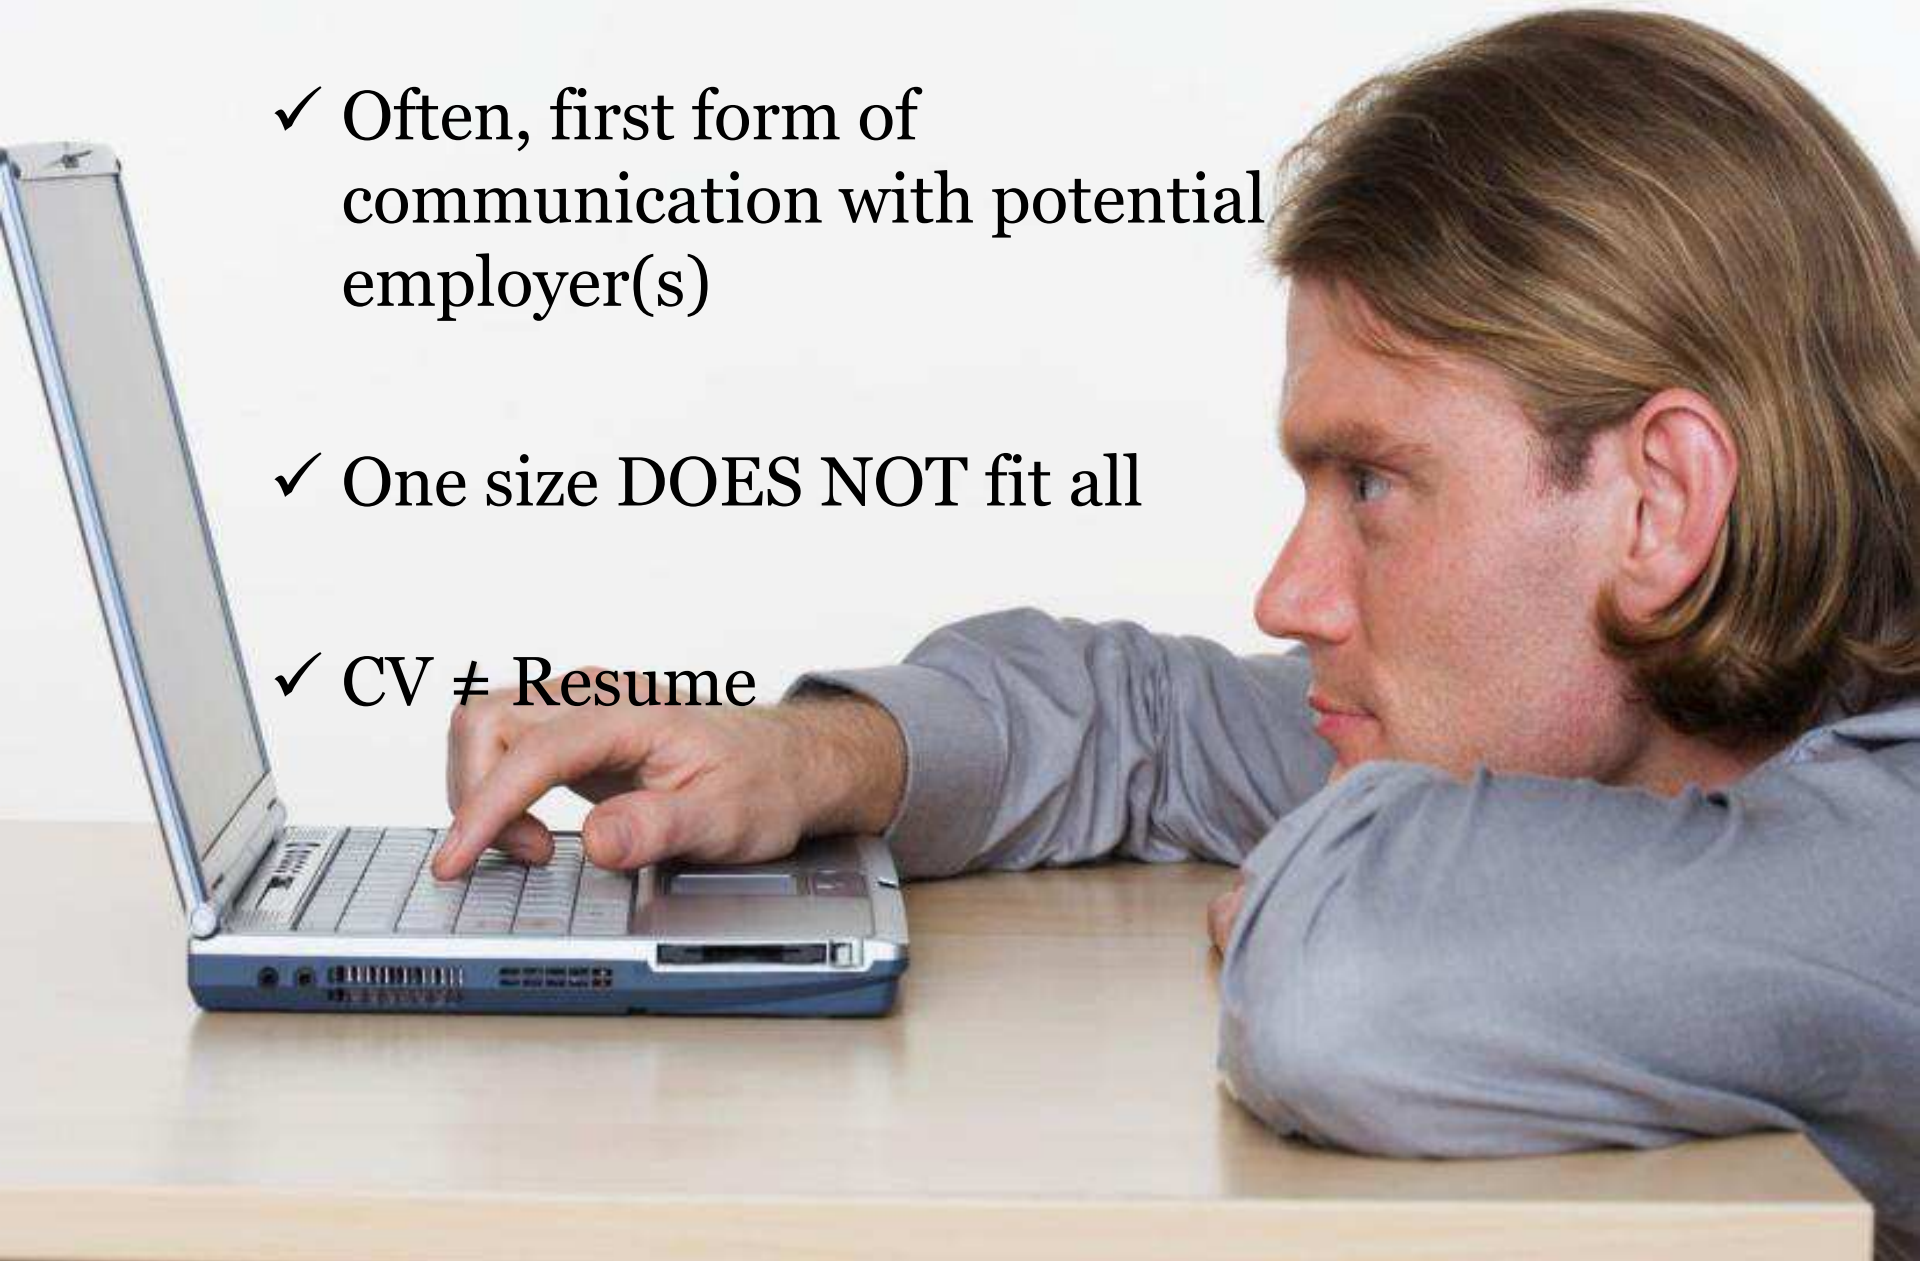 ✓ Often, first form of
communication with potential
employer(s)
✓ One size DOES NOT fit all
✓ CV ≠ Resume